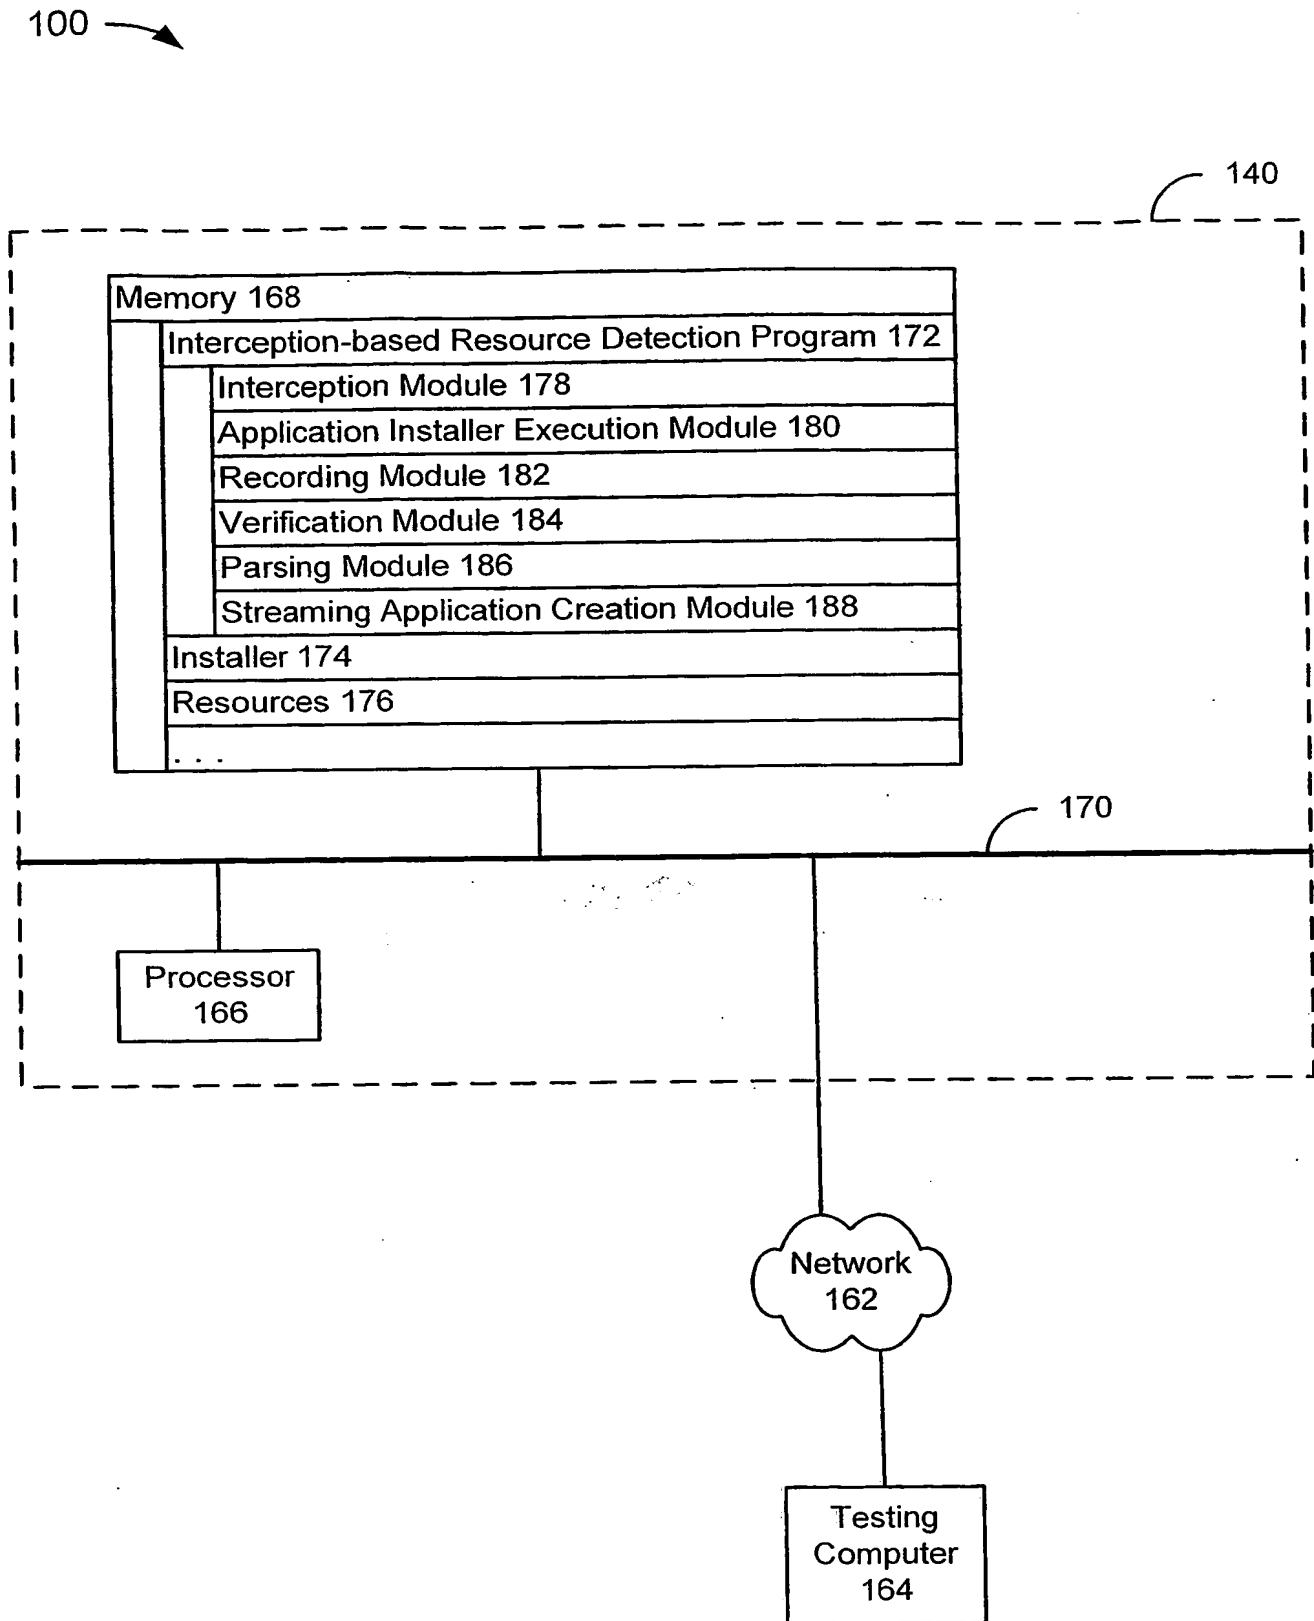 100
140
Memory 168
Interception-based Resource Detection Program 172
Interception Module 178
Application Installer Execution Module 180
Recording Module 182
Verification Module 184
Parsing Module 186
Streaming Application Creation Module 188
Installer 174
Resources 176
. . .
170
Processor
166
Network
162
Testing
Computer
164